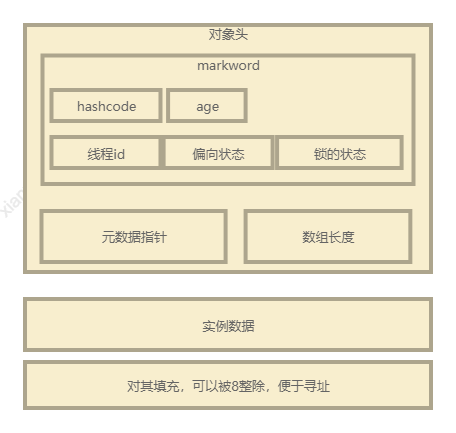 对象头
markword
hashcode
age
线程id
偏向状态
锁的状态
元数据指针
数组长度
实例数据
对其填充，可以被8整除，便于寻址
xian